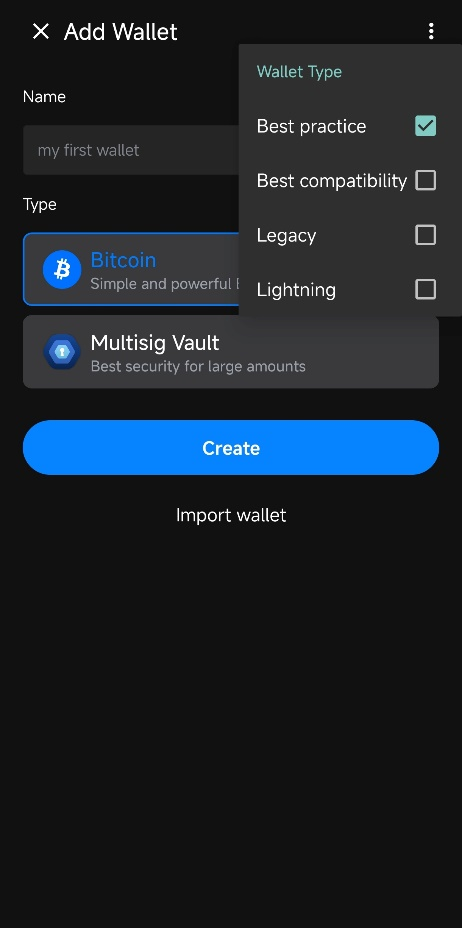 Add Wallet
Wallet Type
Name
Best practice
my first wallet
Best compatibility
Type
Legacy
Bitcoin
Simple and powerful
Lightning
Multisig Vault
Best security for large amounts
Create
Import wallet